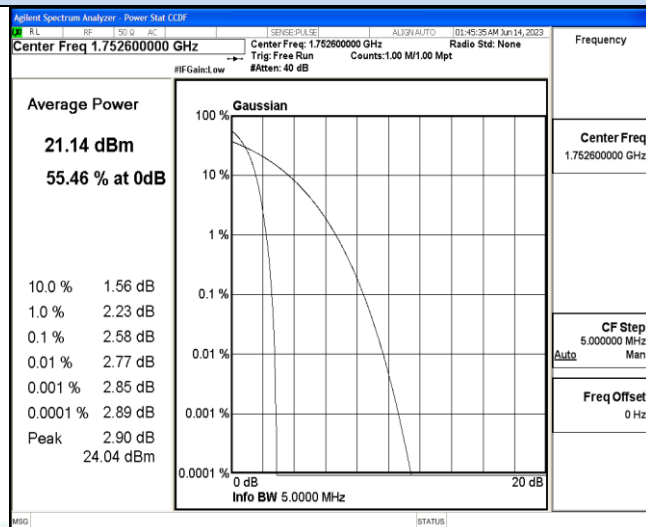 Agilent Spectrum Analyzer - Power Stat CCDF
RL RF 50 Ω AC SENSE:PULSE ALIGN AUTO 01:45:35 AM Jun 14, 2023
Center Freq 1.752600000 GHz
Center Freq: 1.752600000 GHz Radio Std: None
Trig: Free Run Counts:1.00 M/1.00 Mpt
#IFGain:Low #Atten: 40 dB
Frequency
Average Power
21.14 dBm
55.46 % at 0dB
10.0 % 1.56 dB
1.0 % 2.23 dB
0.1 % 2.58 dB
0.01 % 2.77 dB
0.001 % 2.85 dB
0.0001 % 2.89 dB
Peak 2.90 dB
24.04 dBm
Gaussian
100 %
10 %
1 %
0.1 %
0.01 %
0.001 %
0.0001 %
0 dB 20 dB
Info BW 5.0000 MHz
Center Freq
1.752600000 GHz
CF Step
5.000000 MHz
Auto Man
Freq Offset
0 Hz
MSG STATUS